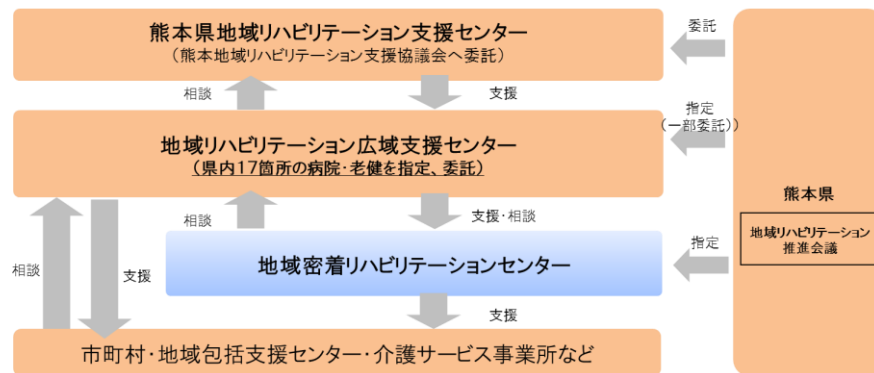 熊本県地域リハビリテーション支援センター
（熊本地域リハビリテーション支援協議会へ委託）
委託
相談
支援
指定
（一部委託））
地域リハビリテーション広域支援センター
（県内17箇所の病院･老健を指定、委託）
熊本県
地域リハビリテーション
推進会議
相談
支援･相談
指定
地域密着リハビリテーションセンター
相談
支援
支援
市町村･地域包括支援センター･介護サービス事業所など